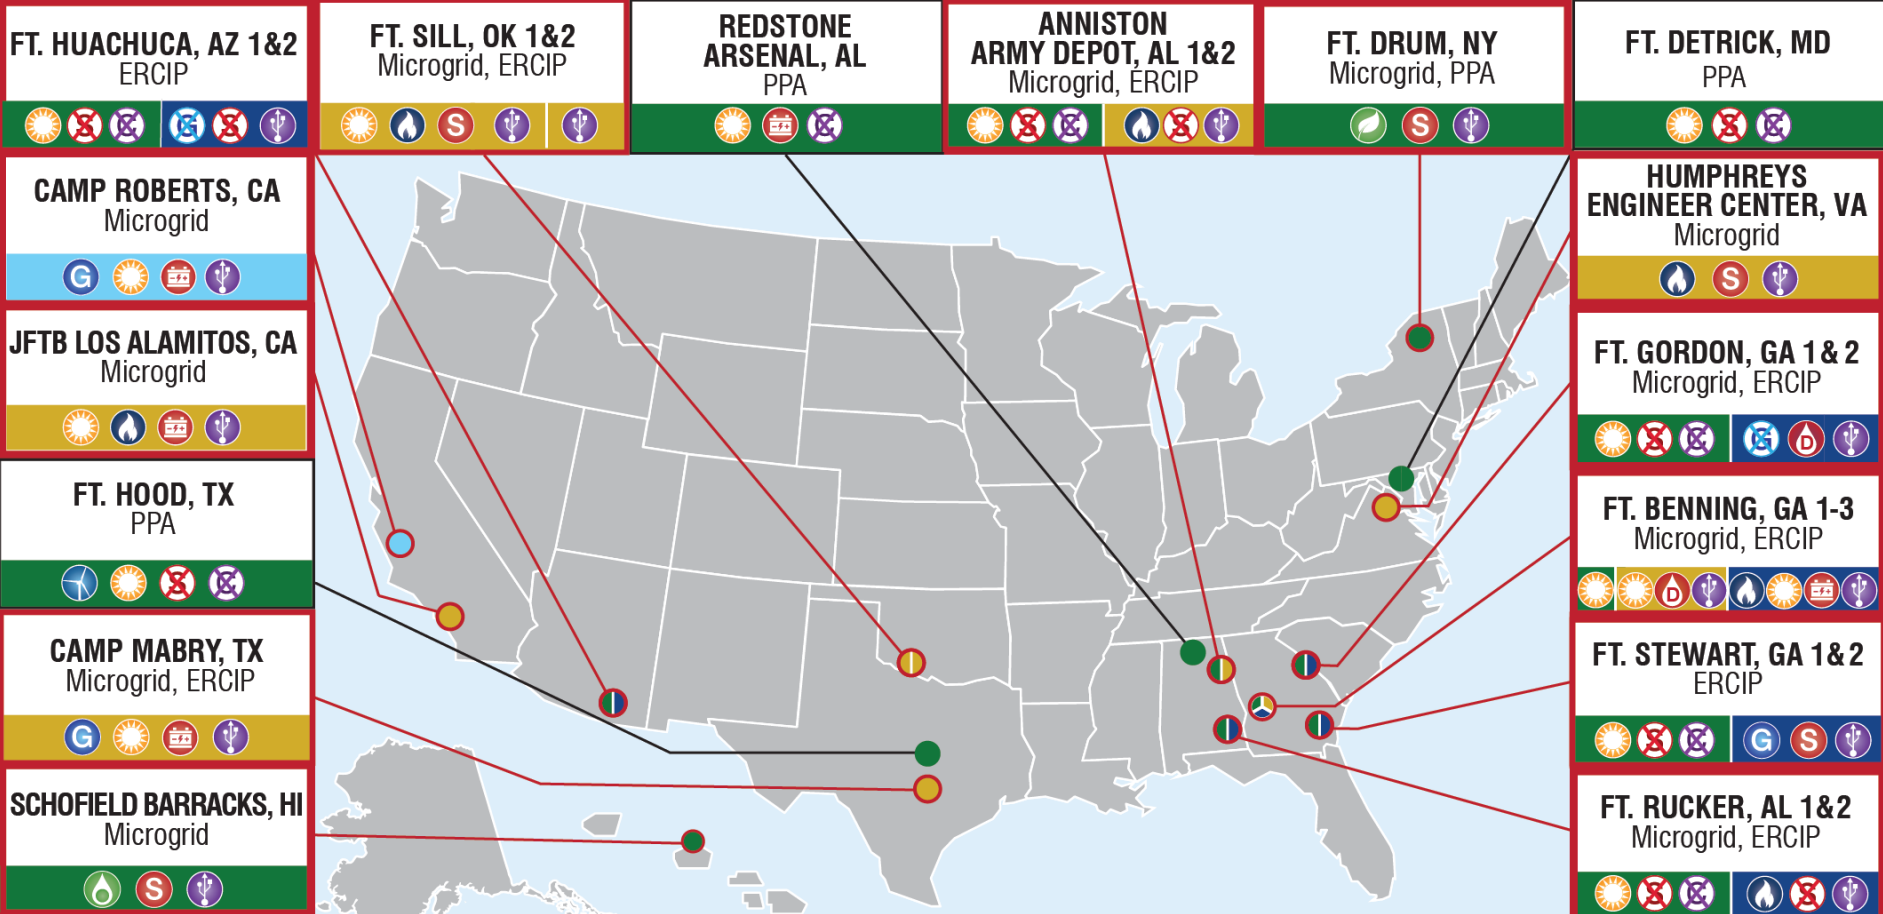 FT. HUACHUCA, AZ 1&2
ERCIP
S C G S
FT. SILL, OK 1&2
Microgrid, ERCIP
S
REDSTONE
ARSENAL, AL
PPA
C
ANNISTON
ARMY DEPOT, AL 1&2
Microgrid, ERCIP
S C S
FT. DRUM, NY
Microgrid, PPA
S
FT. DETRICK, MD
PPA
S C
CAMP ROBERTS, CA
Microgrid
G
JFTB LOS ALAMITOS, CA
Microgrid
FT. HOOD, TX
PPA
S C
CAMP MABRY, TX
Microgrid, ERCIP
G
SCHOFIELD BARRACKS, HI
Microgrid
S
HUMPHREYS
ENGINEER CENTER, VA
Microgrid
S
FT. GORDON, GA 1 & 2
Microgrid, ERCIP
S C G D
FT. BENNING, GA 1-3
Microgrid, ERCIP
D
FT. STEWART, GA 1 & 2
ERCIP
S C G S
FT. RUCKER, AL 1&2
Microgrid, ERCIP
S C S